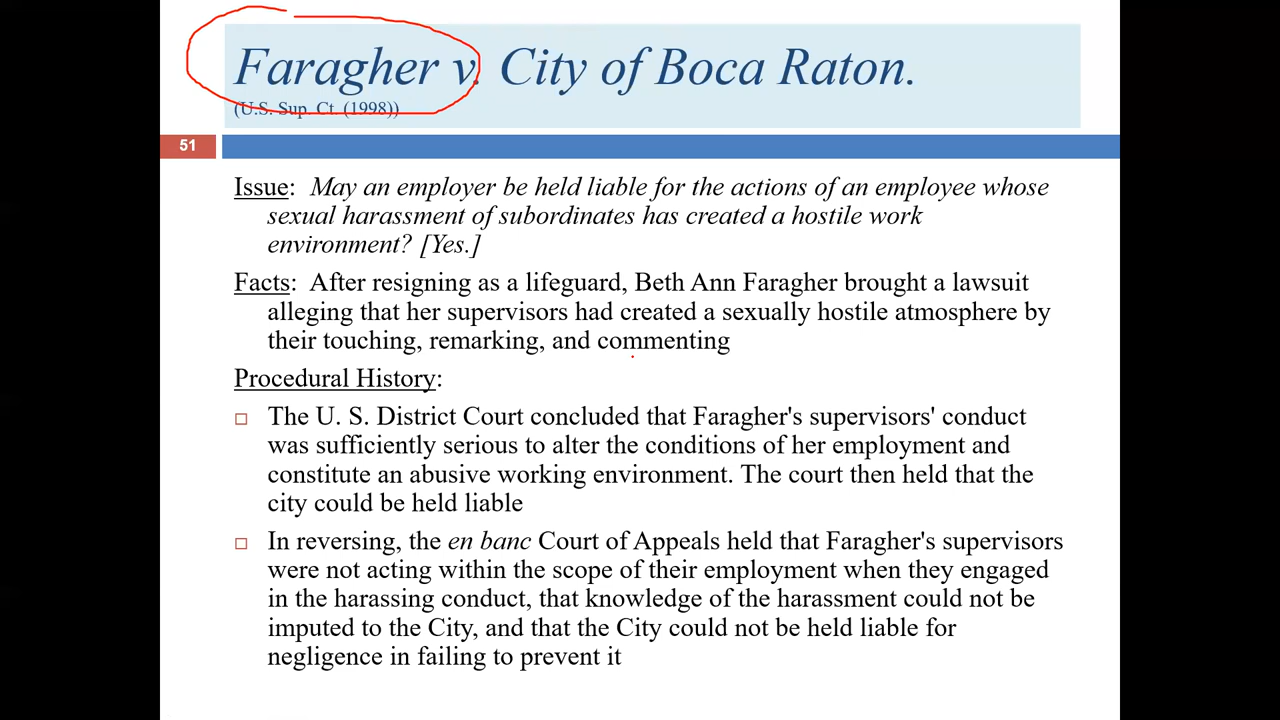 Faragher v. City of Boca Raton.
(U.S. Sup. Ct. (1998))
51
Issue: May an employer be held liable for the actions of an employee whose
sexual harassment of subordinates has created a hostile work
environment? [Yes.]
Facts: After resigning as a lifeguard, Beth Ann Faragher brought a lawsuit
alleging that her supervisors had created a sexually hostile atmosphere by
their touching, remarking, and commenting
Procedural History:
The U. S. District Court concluded that Faragher's supervisors' conduct
was sufficiently serious to alter the conditions of her employment and
constitute an abusive working environment. The court then held that the
city could be held liable
In reversing, the en banc Court of Appeals held that Faragher's supervisors
were not acting within the scope of their employment when they engaged
in the harassing conduct, that knowledge of the harassment could not be
imputed to the City, and that the City could not be held liable for
negligence in failing to prevent it